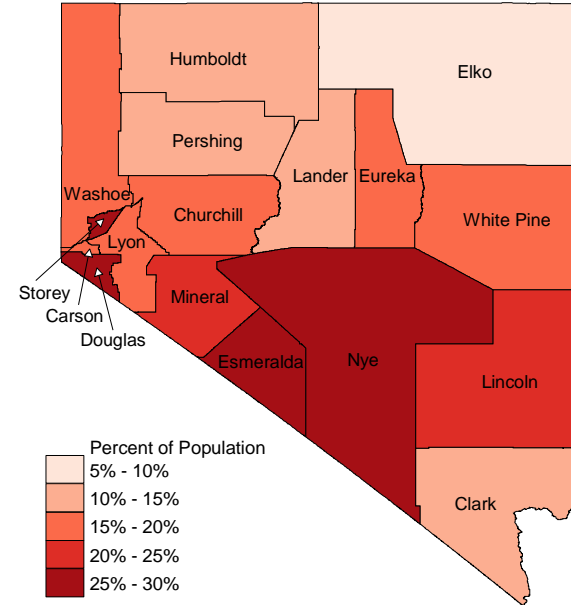 Humboldt
Elko
Pershing
Lander
Eureka
Washoe
Churchill
White Pine
Lyon
Storey
Carson
Douglas
Mineral
Esmeralda
Nye
Lincoln
Clark
Percent of Population
5% - 10%
10% - 15%
15% - 20%
20% - 25%
25% - 30%